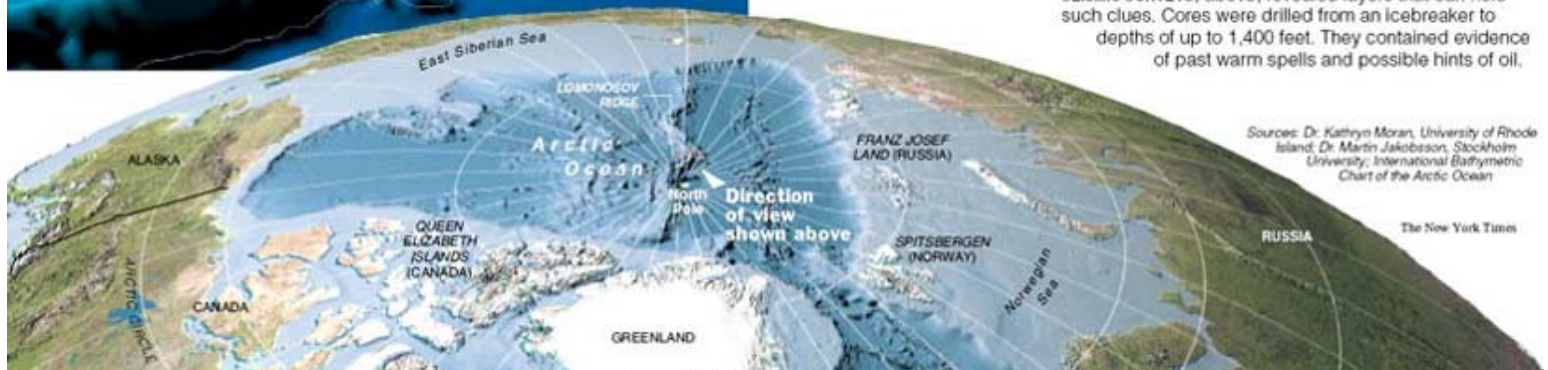 such clues. Cores were drilled from an icebreaker to
depths of up to 1,400 feet. They contained evidence
of past warm spells and possible hints of oil.
East Siberian Sea
LOMONOSOV
RIDGE
Arctic
Ocean
ALASKA
FRANZ JOSEF
LAND (RUSSIA)
North
Pole
Direction
of view
shown above
Sources: Dr. Kathryn Moran, University of Rhode
Island; Dr. Martin Jakobsson, Stockholm
University; International Bathymetric
Chart of the Arctic Ocean
The New York Times
QUEEN
ELIZABETH
ISLANDS
(CANADA)
SPITSBERGEN
(NORWAY)
RUSSIA
Norwegian
Sea
ARCTIC CIRCLE
CANADA
GREENLAND